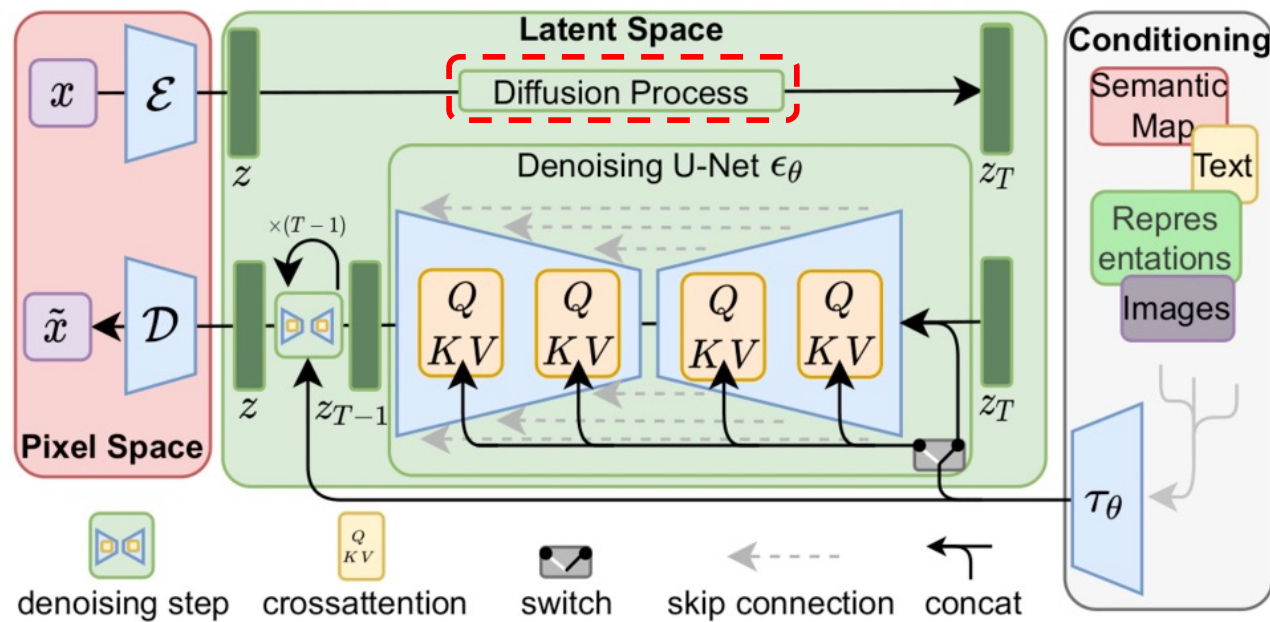 Latent Space
Conditioning
x
ℰ
Diffusion Process
Semantic
Map
Text
z
Denoising U-Net ϵ_θ
z_T
Repres
entations
Images
×(T − 1)
x̃
𝒟
Q
KV
Q
KV
Q
KV
Q
KV
z
z_{T−1}
z_T
Pixel Space
τ_θ
Q
KV
denoising step
crossattention
switch
skip connection
concat